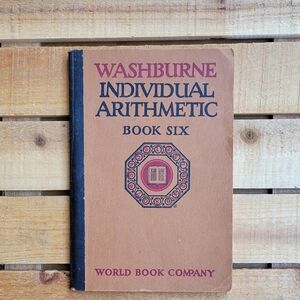 WASHBURNE
INDIVIDUAL
ARITHMETIC
BOOK SIX
WORLD BOOK COMPANY